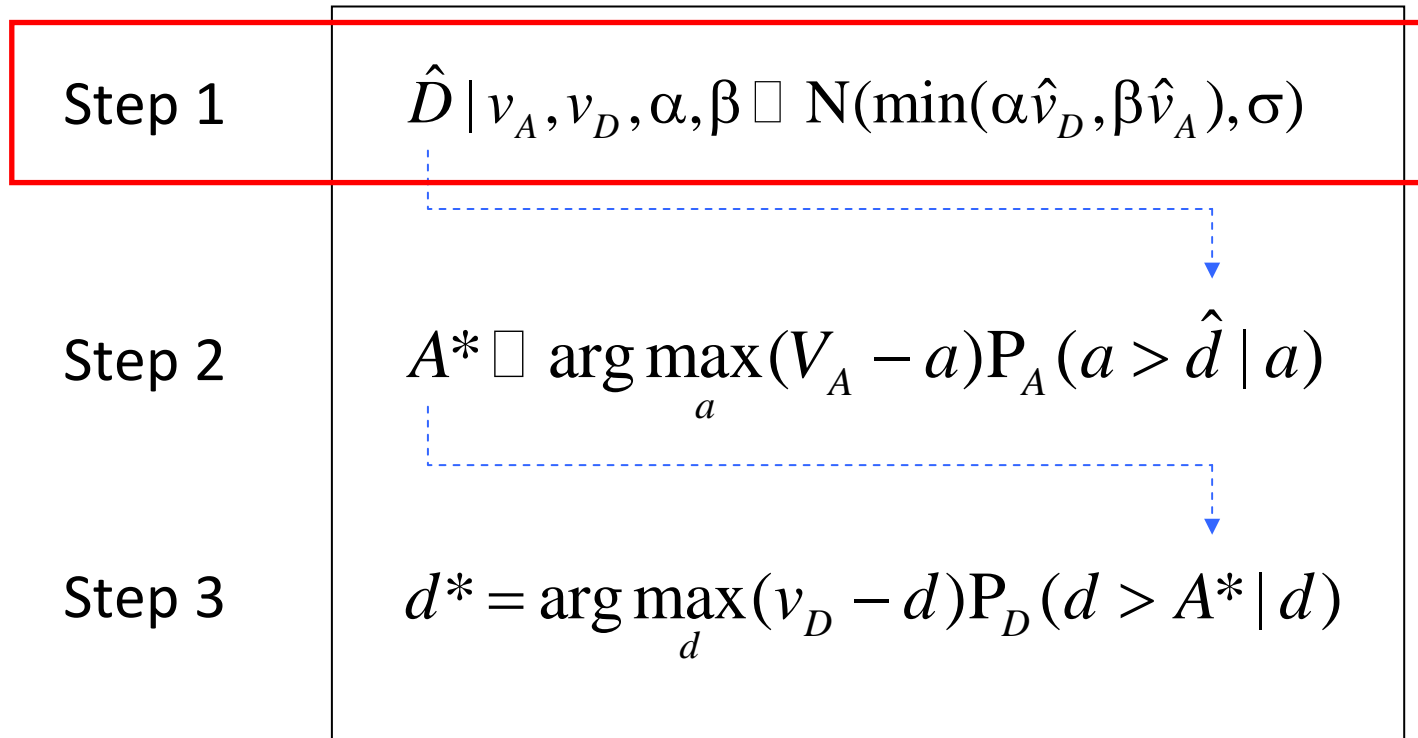 Step 1 D̂ | v_A, v_D, α, β □ N(min(αv̂_D, βv̂_A), σ)
Step 2 A* □ arg max_a (V_A − a)P_A(a > d̂ | a)
Step 3 d* = arg max_d (v_D − d)P_D(d > A* | d)